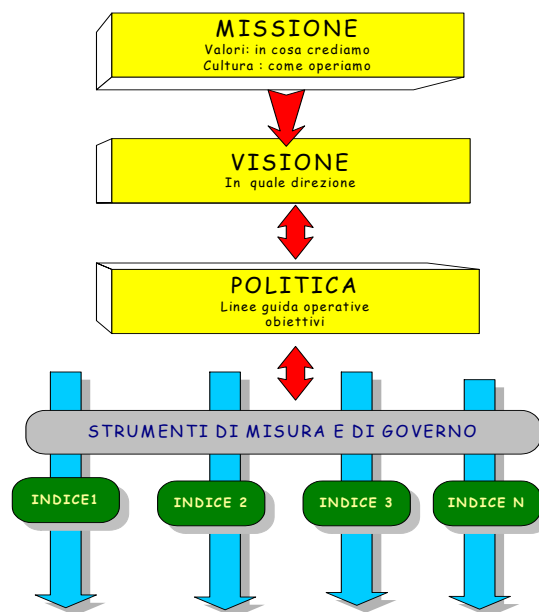 MISSIONE
Valori: in cosa crediamo
Cultura : come operiamo
VISIONE
In quale direzione
POLITICA
Linee guida operative
obiettivi
STRUMENTI DI MISURA E DI GOVERNO
INDICE1
INDICE 2
INDICE 3
INDICE N